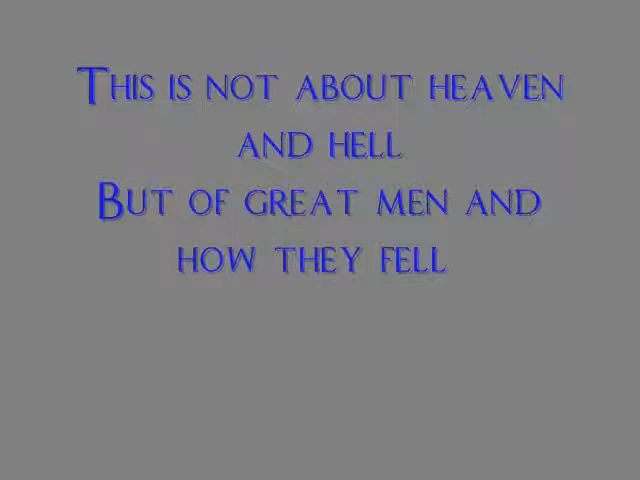 This is not about heaven
and hell
But of great men and
how they fell